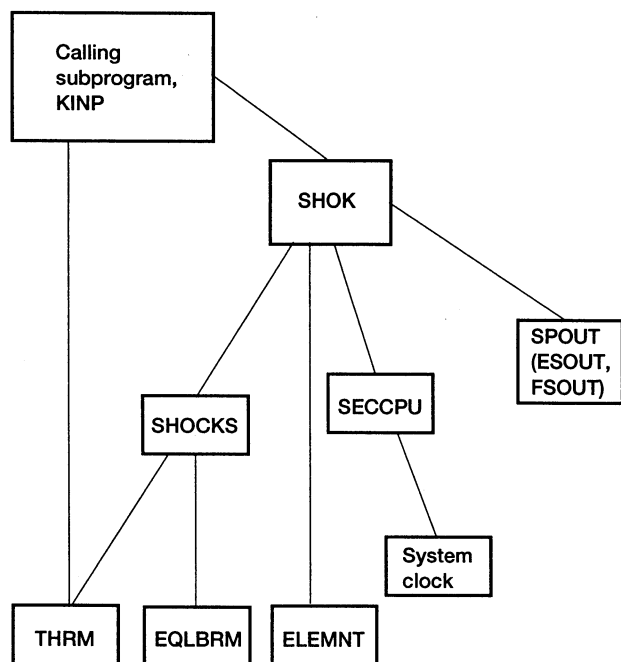 Calling
subprogram,
KINP
SHOK
SPOUT
(ESOUT,
FSOUT)
SECCPU
SHOCKS
System
clock
THRM
EQLBRM
ELEMNT